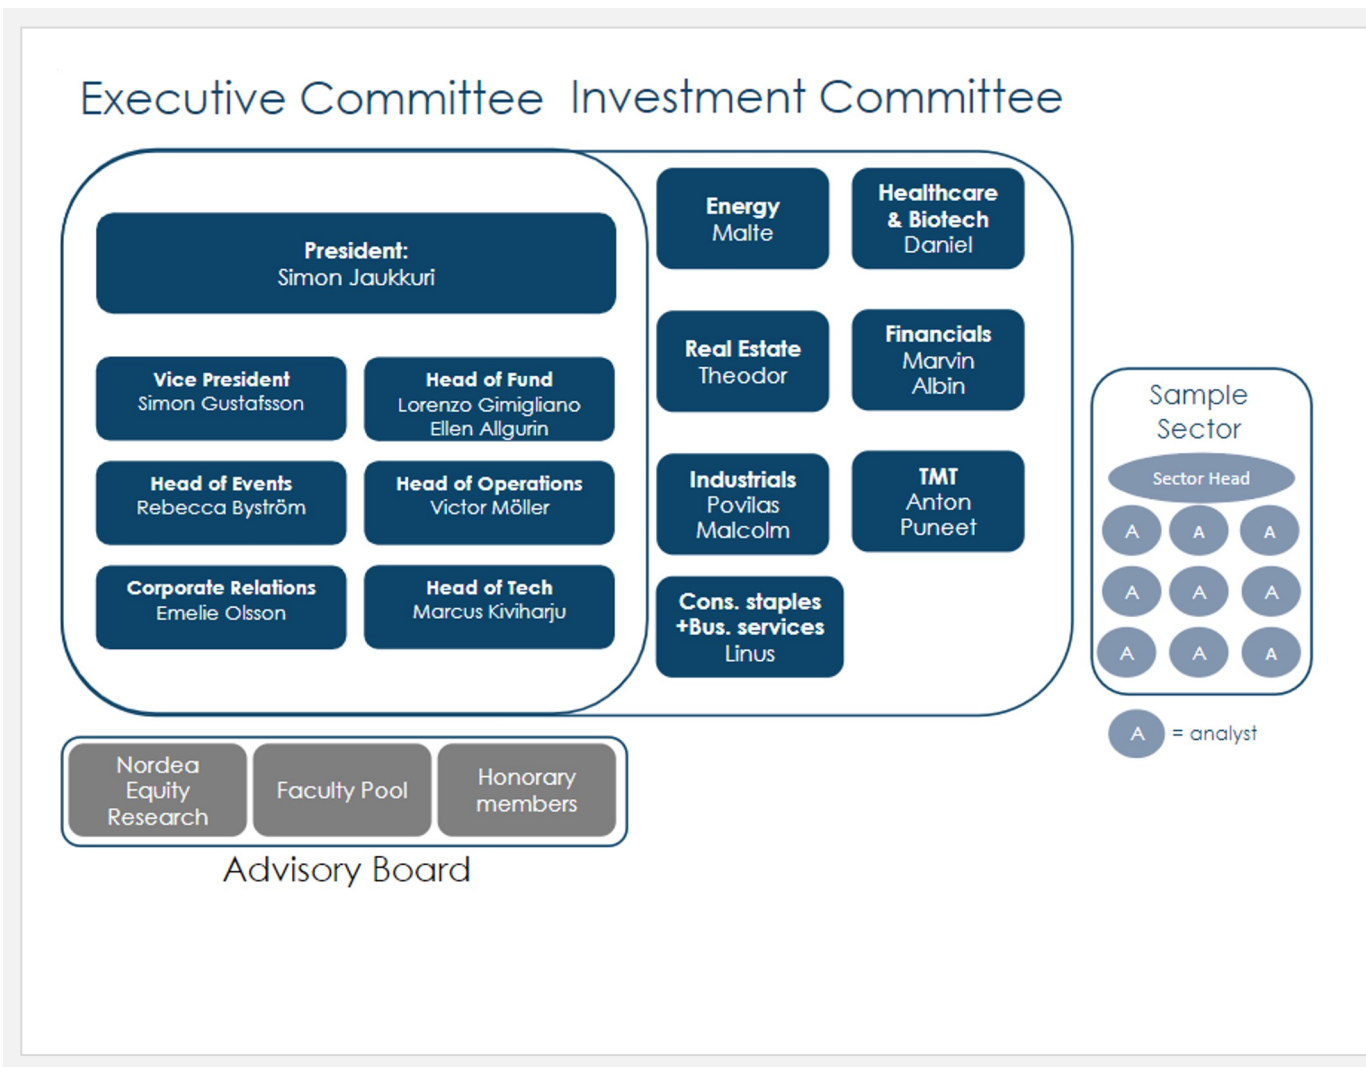 Executive Committee
Investment Committee
President:
Simon Jaukkuri
Vice President
Simon Gustafsson
Head of Fund
Lorenzo Gimigliano
Ellen Allgurin
Head of Events
Rebecca Byström
Head of Operations
Victor Möller
Corporate Relations
Emelie Olsson
Head of Tech
Marcus Kiviharju
Energy
Malte
Healthcare
& Biotech
Daniel
Real Estate
Theodor
Financials
Marvin
Albin
Industrials
Povilas
Malcolm
TMT
Anton
Puneet
Cons. staples
+Bus. services
Linus
Sample
Sector
Sector Head
A A A
A A A
A A A
A = analyst
Nordea
Equity
Research
Faculty Pool
Honorary
members
Advisory Board